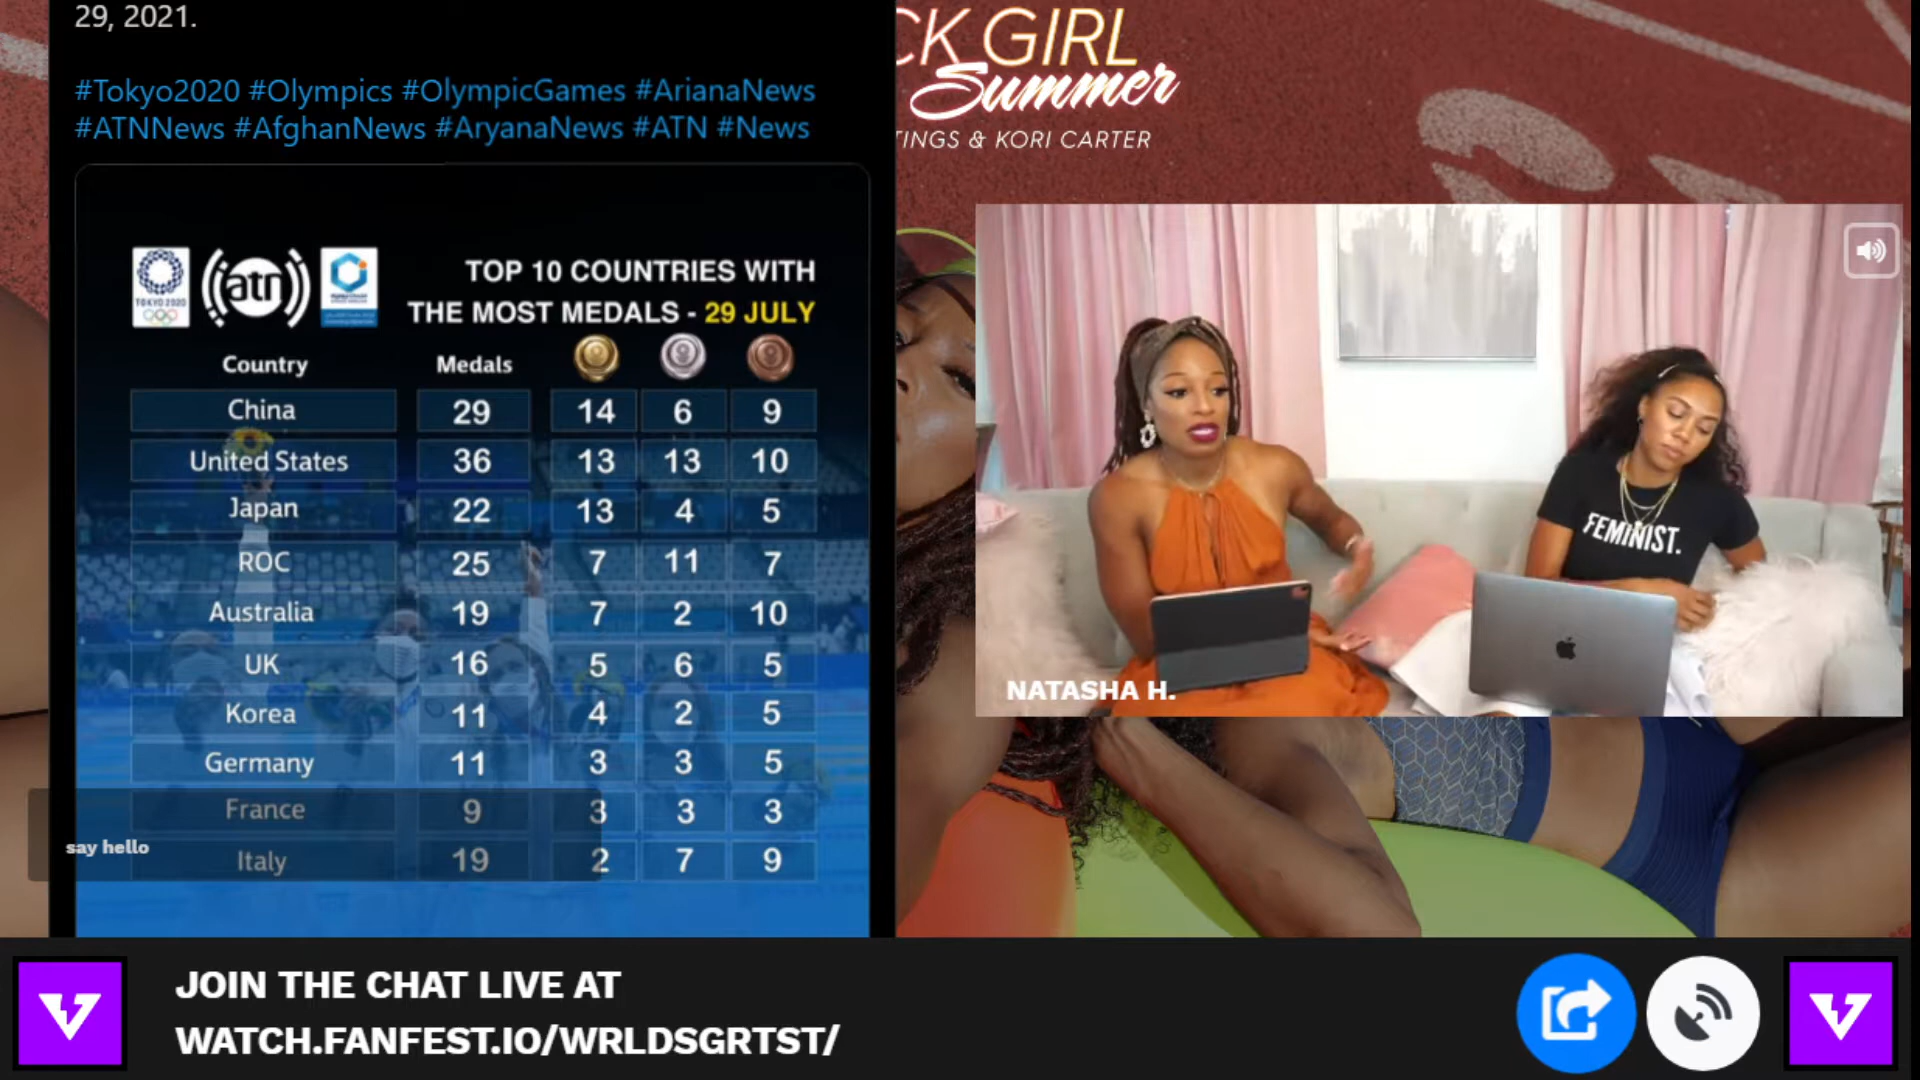 29, 2021.
#Tokyo2020 #Olympics #OlympicGames #ArianaNews
#ATNNews #AfghanNews #AryanaNews #ATN #News
TOKYO 2020
atn
TOP 10 COUNTRIES WITH
THE MOST MEDALS - 29 JULY
Country Medals
China 29 14 6 9
United States 36 13 13 10
Japan 22 13 4 5
ROC 25 7 11 7
Australia 19 7 2 10
UK 16 5 6 5
Korea 11 4 2 5
Germany 11 3 3 5
France 9 3 3 3
say hello
Italy 19 2 7 9
CK GIRL
Summer
TINGS & KORI CARTER
FEMINIST.
NATASHA H.
JOIN THE CHAT LIVE AT
WATCH.FANFEST.IO/WRLDSGRTST/